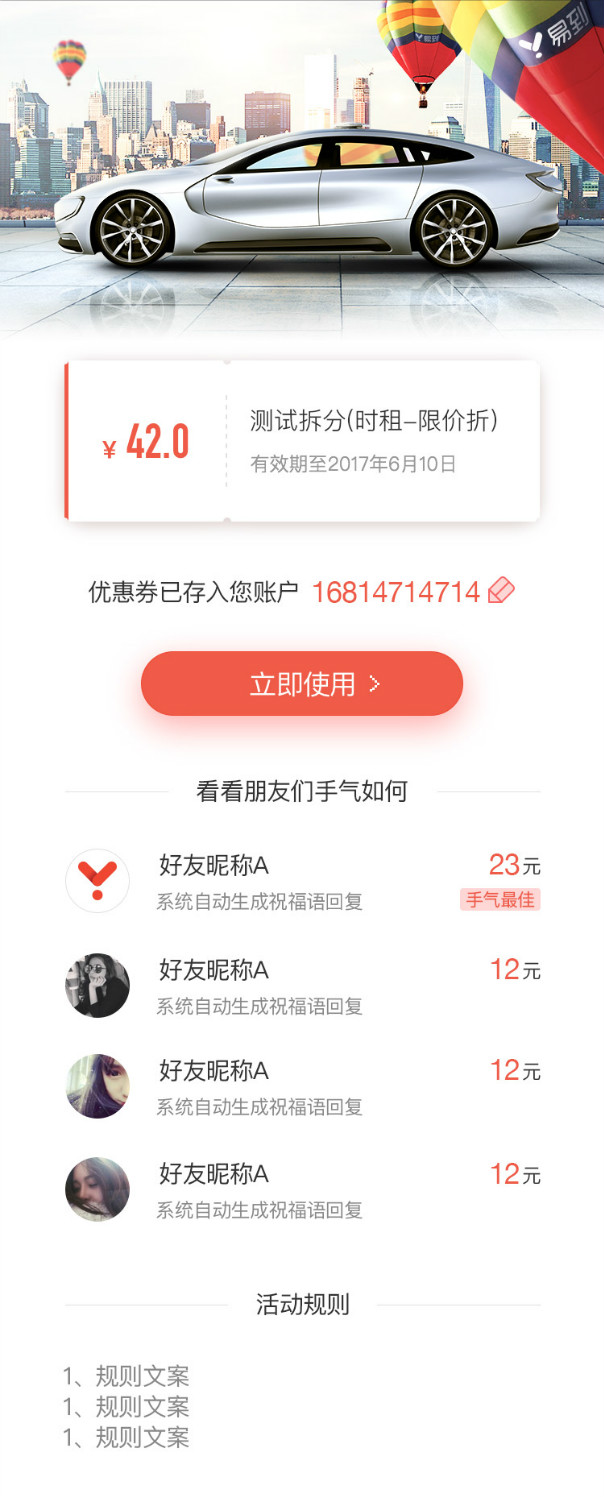 易到
易到
¥ 42.0
测试拆分(时租-限价折)
有效期至2017年6月10日
优惠券已存入您账户 16814714714
立即使用 >
看看朋友们手气如何
好友昵称A 23元
系统自动生成祝福语回复 手气最佳
好友昵称A 12元
系统自动生成祝福语回复
好友昵称A 12元
系统自动生成祝福语回复
好友昵称A 12元
系统自动生成祝福语回复
活动规则
1、规则文案
1、规则文案
1、规则文案